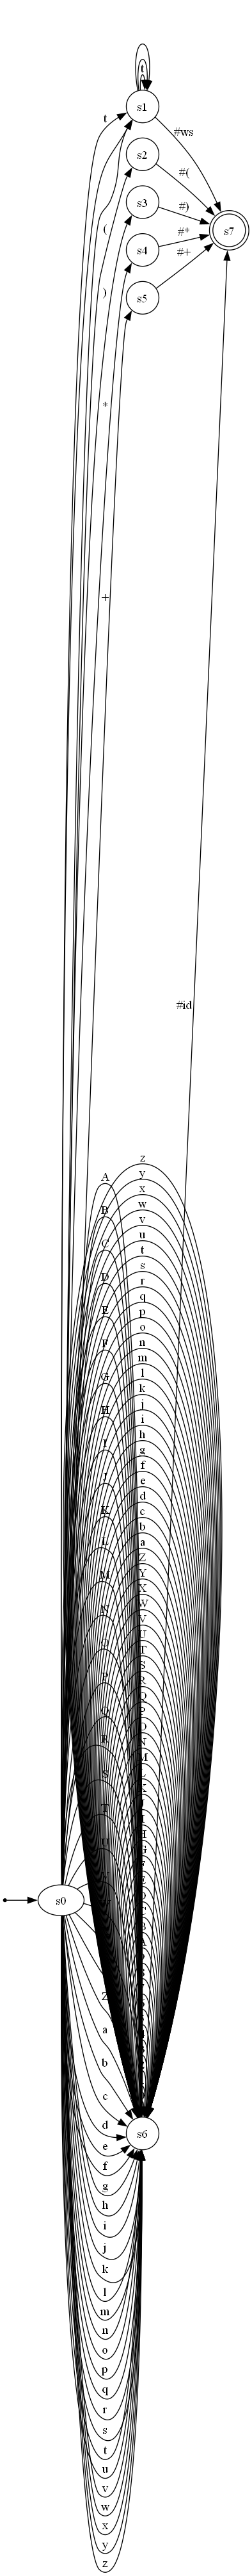 t
s1
t
#ws
s2
#(
(
s3
#)
)
s4
#*
s7
s5
#+
*
+
#id
A
B
C
D
E
F
G
H
I
J
K
L
M
N
O
P
Q
R
S
T
U
V
Z
z
y
x
w
v
u
t
s
r
q
p
o
n
m
l
k
j
i
h
g
f
e
d
c
b
a
Z
Y
X
W
V
U
T
S
R
Q
P
O
N
M
L
K
s0
s6
a
b
c
d
e
f
g
h
i
j
k
l
m
n
o
p
q
r
s
t
u
v
w
x
y
z